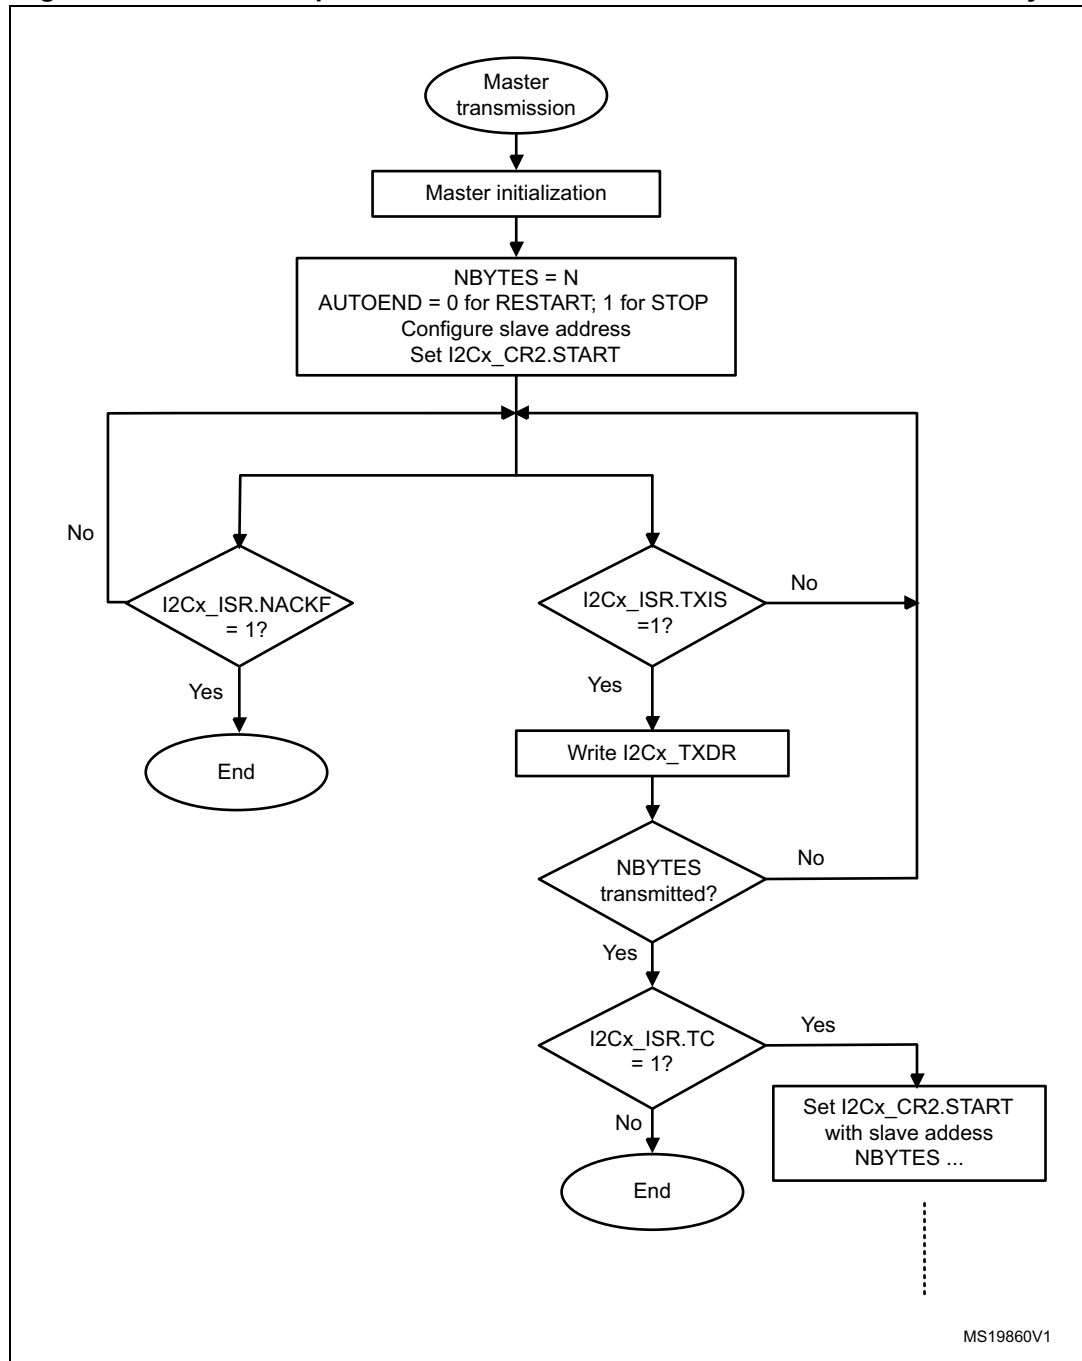 Master
transmission
Master initialization
NBYTES = N
AUTOEND = 0 for RESTART; 1 for STOP
Configure slave address
Set I2Cx_CR2.START
No
I2Cx_ISR.NACKF
= 1?
Yes
End
I2Cx_ISR.TXIS
=1?
No
Yes
Write I2Cx_TXDR
NBYTES
transmitted?
No
Yes
I2Cx_ISR.TC
= 1?
Yes
No
End
Set I2Cx_CR2.START
with slave addess
NBYTES ...
MS19860V1